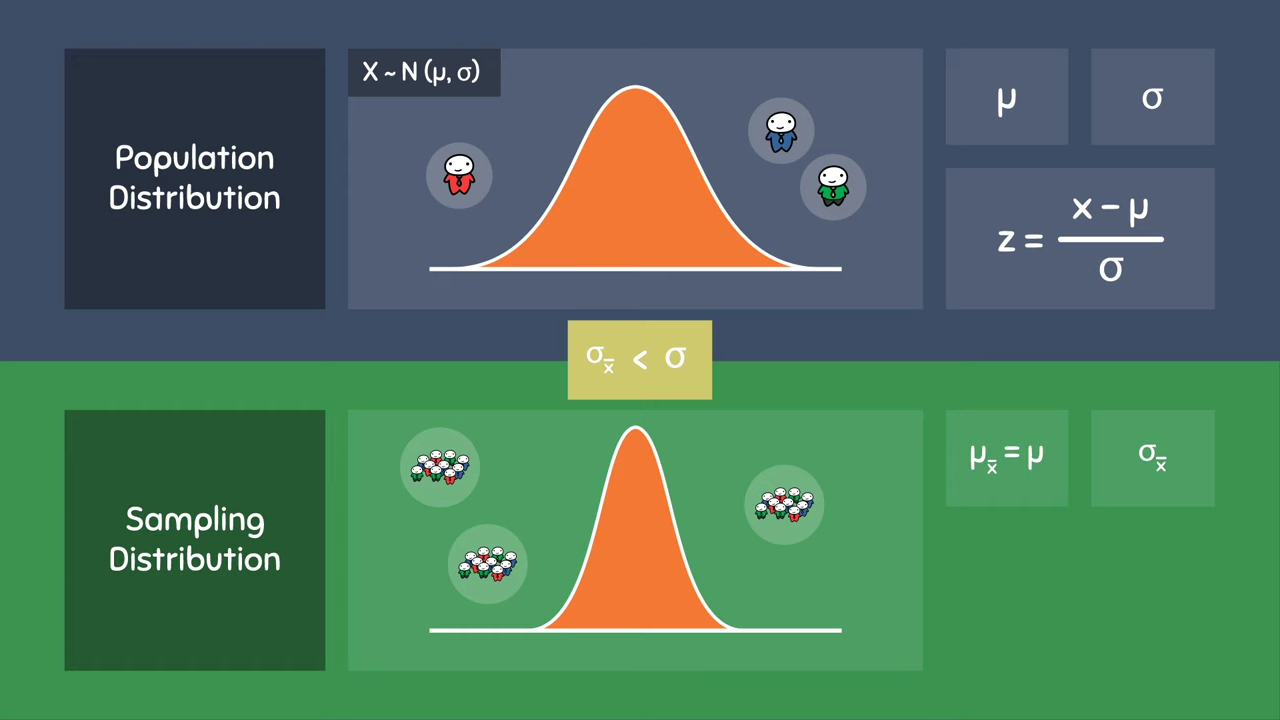 Population
Distribution
X ~ N (μ, σ)
μ
σ
z = x − μ / σ
σx̄ < σ
Sampling
Distribution
μx̄ = μ
σx̄